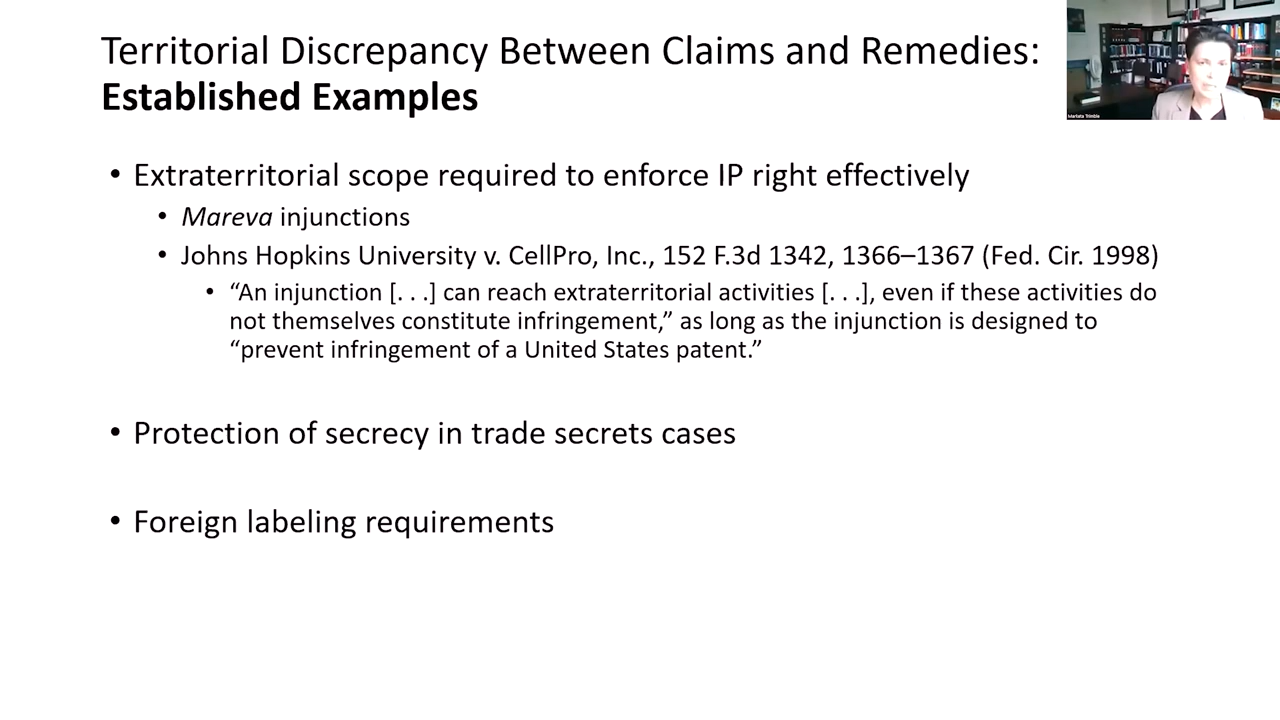 Territorial Discrepancy Between Claims and Remedies:
Established Examples
• Extraterritorial scope required to enforce IP right effectively
• Mareva injunctions
• Johns Hopkins University v. CellPro, Inc., 152 F.3d 1342, 1366–1367 (Fed. Cir. 1998)
• “An injunction [. . .] can reach extraterritorial activities [. . .], even if these activities do
not themselves constitute infringement,” as long as the injunction is designed to
“prevent infringement of a United States patent.”
• Protection of secrecy in trade secrets cases
• Foreign labeling requirements
Marketa Trimble